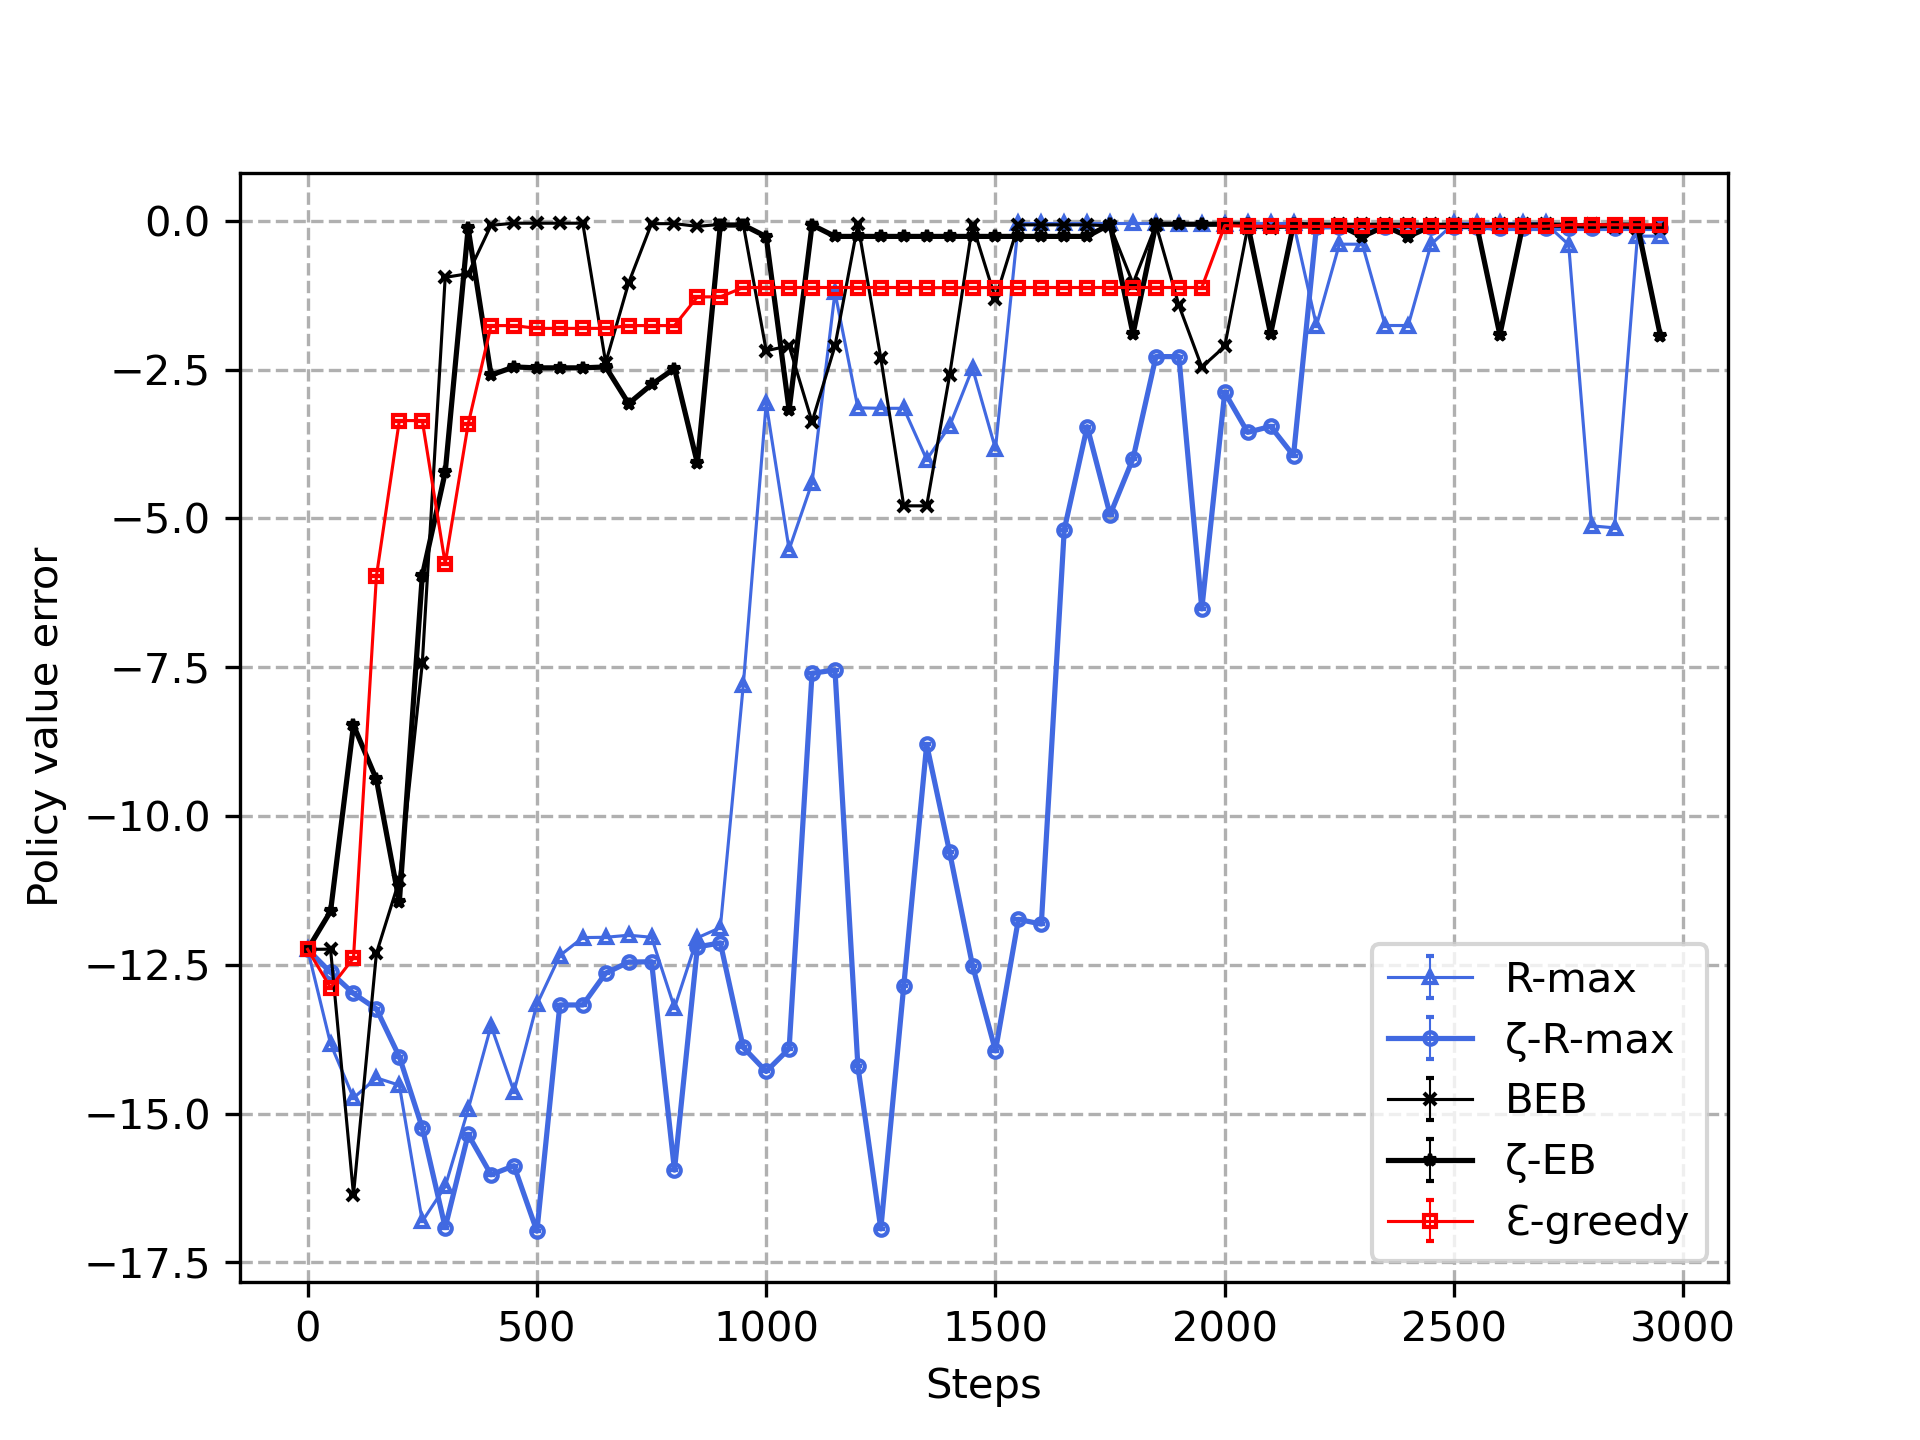 0.0
−2.5
−5.0
−7.5
−10.0
−12.5
−15.0
−17.5
Policy value error
0 500 1000 1500 2000 2500 3000
Steps
R-max
ζ-R-max
BEB
ζ-EB
Ɛ-greedy